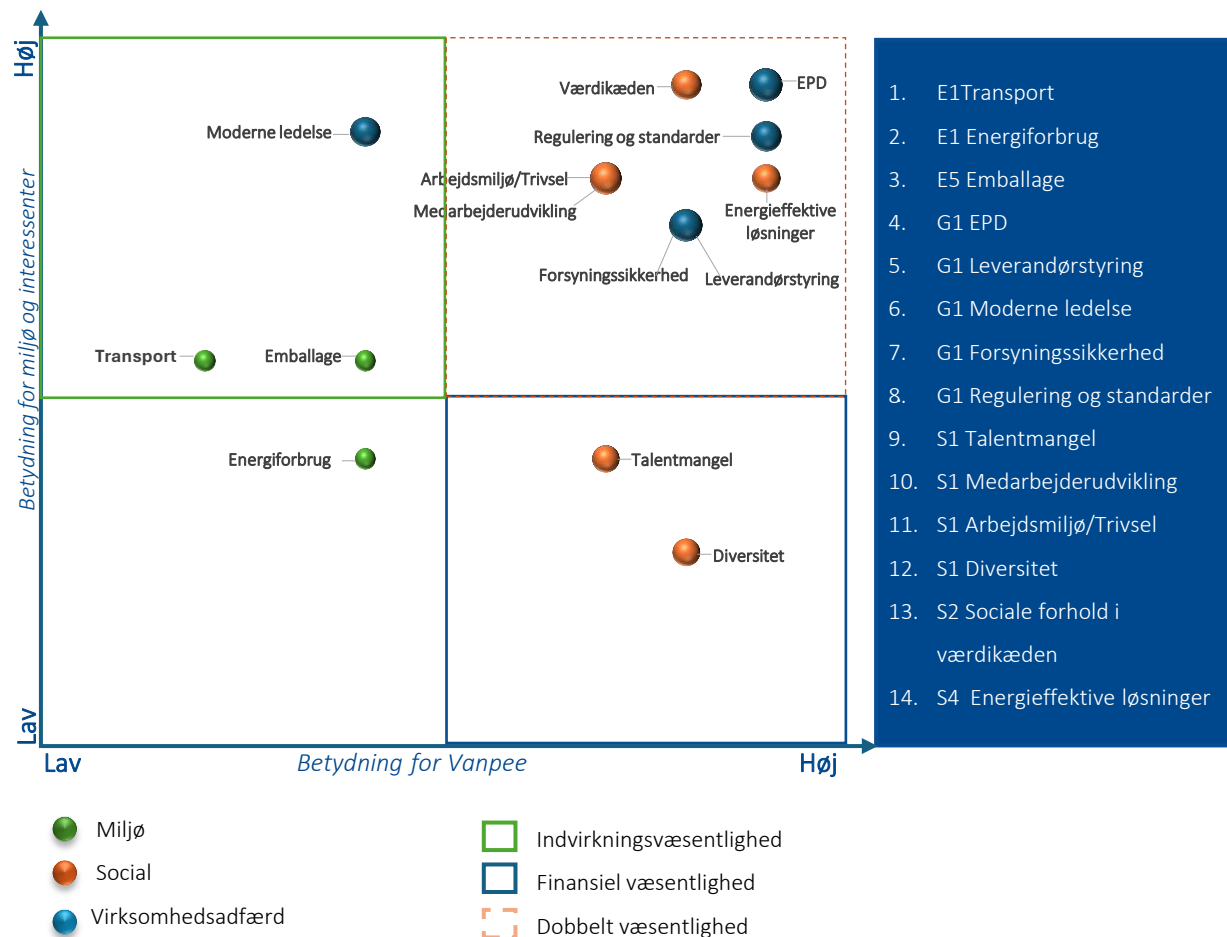 Høj
Betydning for miljø og interessenter
Lav
Værdikæden
EPD
Moderne ledelse
Regulering og standarder
Arbejdsmiljø/Trivsel
Medarbejderudvikling
Energieffektive
løsninger
Forsyningssikkerhed
Leverandørstyring
Transport
Emballage
Energiforbrug
Talentmangel
Diversitet
Lav
Betydning for Vanpee
Høj
1. E1Transport
2. E1 Energiforbrug
3. E5 Emballage
4. G1 EPD
5. G1 Leverandørstyring
6. G1 Moderne ledelse
7. G1 Forsyningssikkerhed
8. G1 Regulering og standarder
9. S1 Talentmangel
10. S1 Medarbejderudvikling
11. S1 Arbejdsmiljø/Trivsel
12. S1 Diversitet
13. S2 Sociale forhold i
værdikæden
14. S4 Energieffektive løsninger
Miljø
Social
Virksomhedsadfærd
Indvirkningsvæsentlighed
Finansiel væsentlighed
Dobbelt væsentlighed